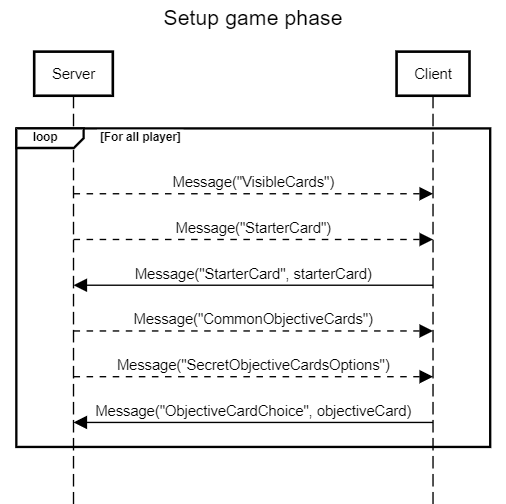 Setup game phase
Server
Client
loop
[For all player]
Message("VisibleCards")
Message("StarterCard")
Message("StarterCard", starterCard)
Message("CommonObjectiveCards")
Message("SecretObjectiveCardsOptions")
Message("ObjectiveCardChoice", objectiveCard)